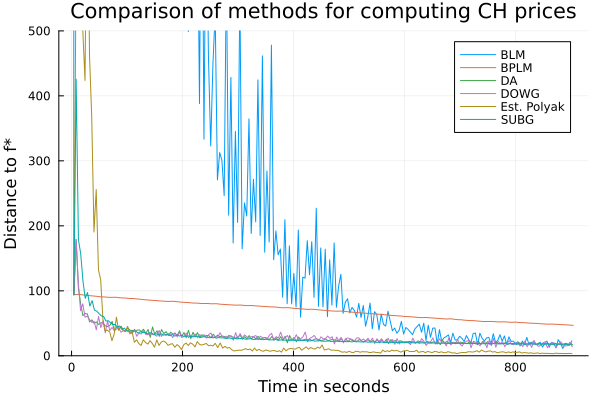 Comparison of methods for computing CH prices
500
400
300
200
100
0
0 200 400 600 800
Distance to f*
Time in seconds
BLM
BPLM
DA
DOWG
Est. Polyak
SUBG